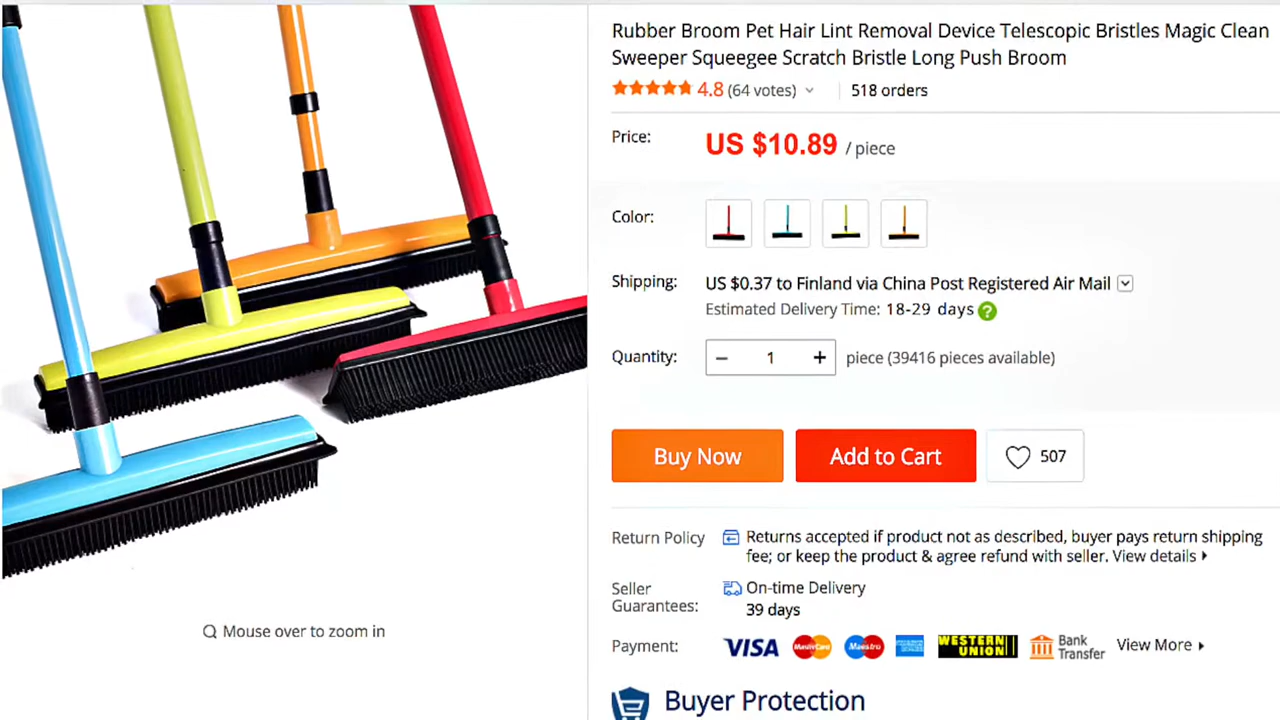 Rubber Broom Pet Hair Lint Removal Device Telescopic Bristles Magic Clean
Sweeper Squeegee Scratch Bristle Long Push Broom
4.8 (64 votes)
518 orders
Price:
US $10.89 / piece
Color:
Shipping:
US $0.37 to Finland via China Post Registered Air Mail
Estimated Delivery Time: 18-29 days ?
Quantity:
− 1 +
piece (39416 pieces available)
Buy Now
Add to Cart
507
Return Policy
Returns accepted if product not as described, buyer pays return shipping
fee; or keep the product & agree refund with seller. View details
Seller
Guarantees:
On-time Delivery
39 days
Payment:
VISA
MasterCard
Maestro
WESTERN
UNION
Bank
Transfer
View More
Mouse over to zoom in
Buyer Protection